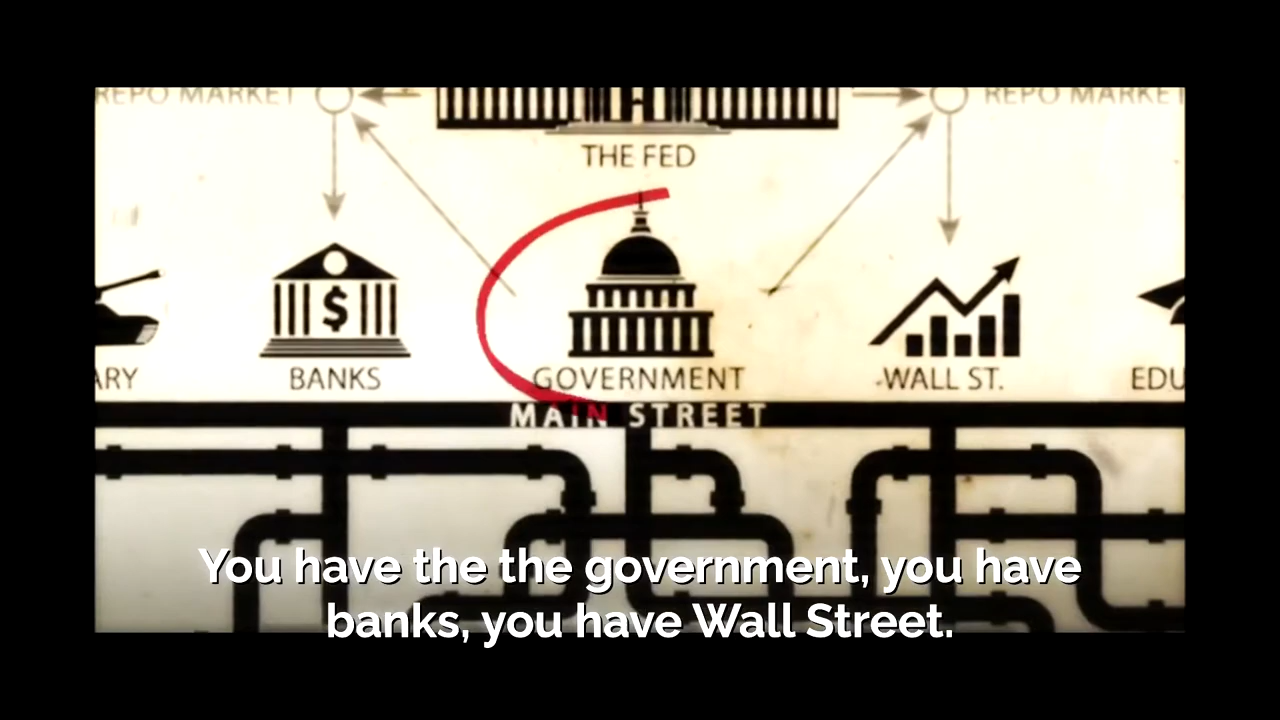 REPO MARKET REPO MARKET
THE FED
ARY BANKS GOVERNMENT WALL ST. EDU
MAIN STREET
You have the the government, you have
banks, you have Wall Street.